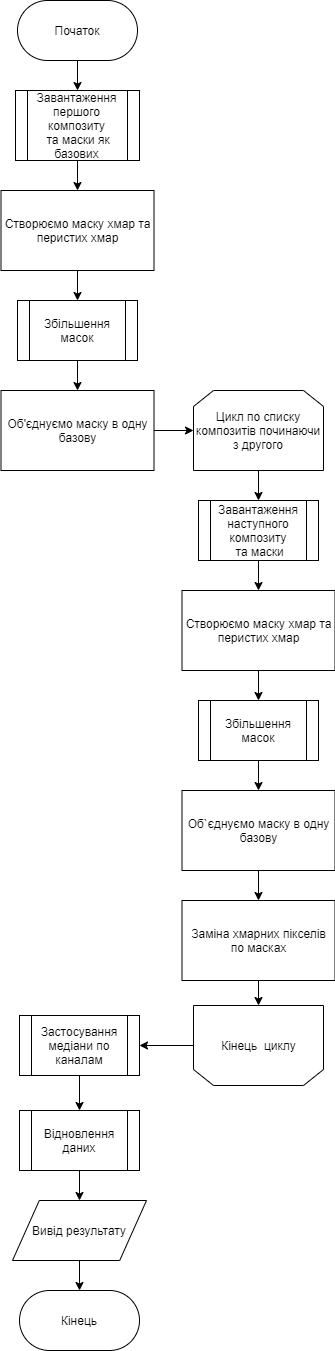 Початок
Завантаження
першого
композиту
та маски як
базових
Створюємо маску хмар та
перистих хмар
Збільшення
масок
Об'єднуємо маску в одну
базову
Цикл по списку
композитів починаючи
з другого
Завантаження
наступного
композиту
та маски
Створюємо маску хмар та
перистих хмар
Збільшення
масок
Об`єднуємо маску в одну
базову
Заміна хмарних пікселів
по масках
Кінець циклу
Застосування
медіани по
каналам
Відновлення
даних
Вивід результату
Кінець